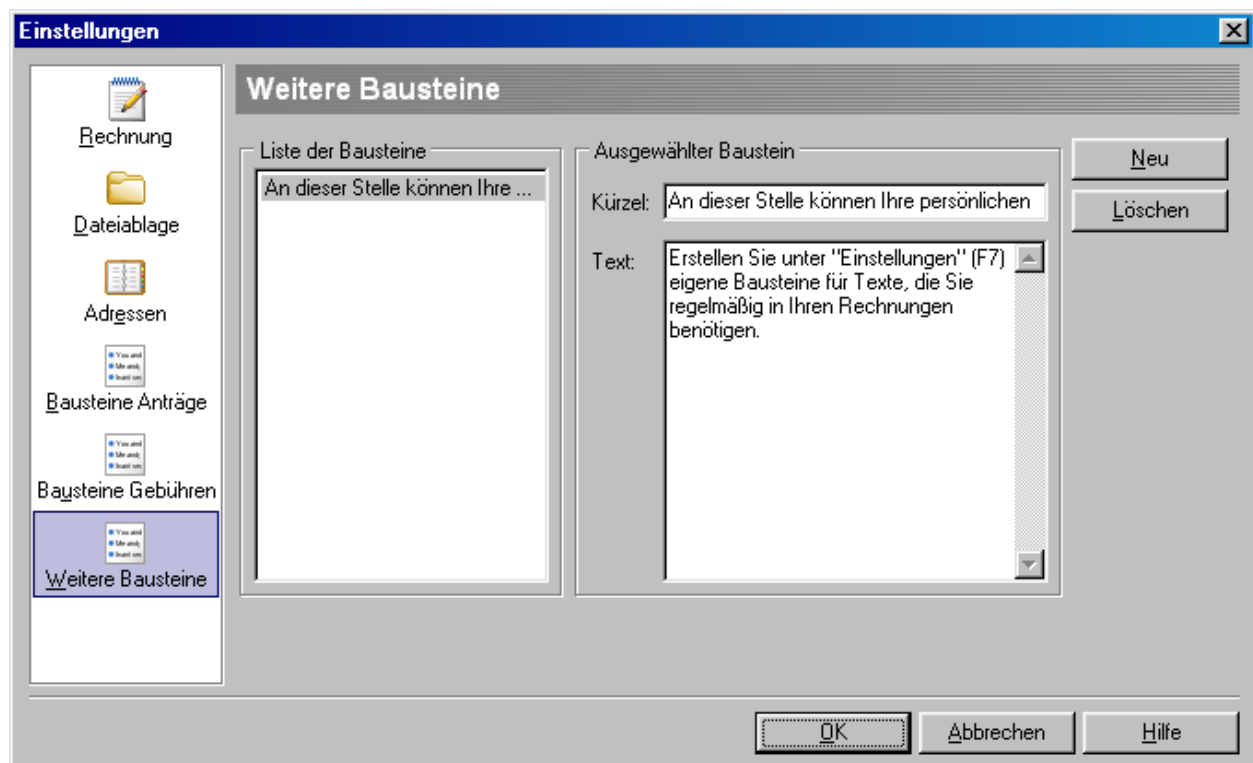 Einstellungen
Weitere Bausteine
Rechnung
Dateiablage
Adressen
Bausteine Anträge
Bausteine Gebühren
Weitere Bausteine
Liste der Bausteine
An dieser Stelle können Ihre ...
Ausgewählter Baustein
Kürzel: An dieser Stelle können Ihre persönlichen
Text: Erstellen Sie unter "Einstellungen" (F7)
eigene Bausteine für Texte, die Sie
regelmäßig in Ihren Rechnungen
benötigen.
Neu
Löschen
OK
Abbrechen
Hilfe